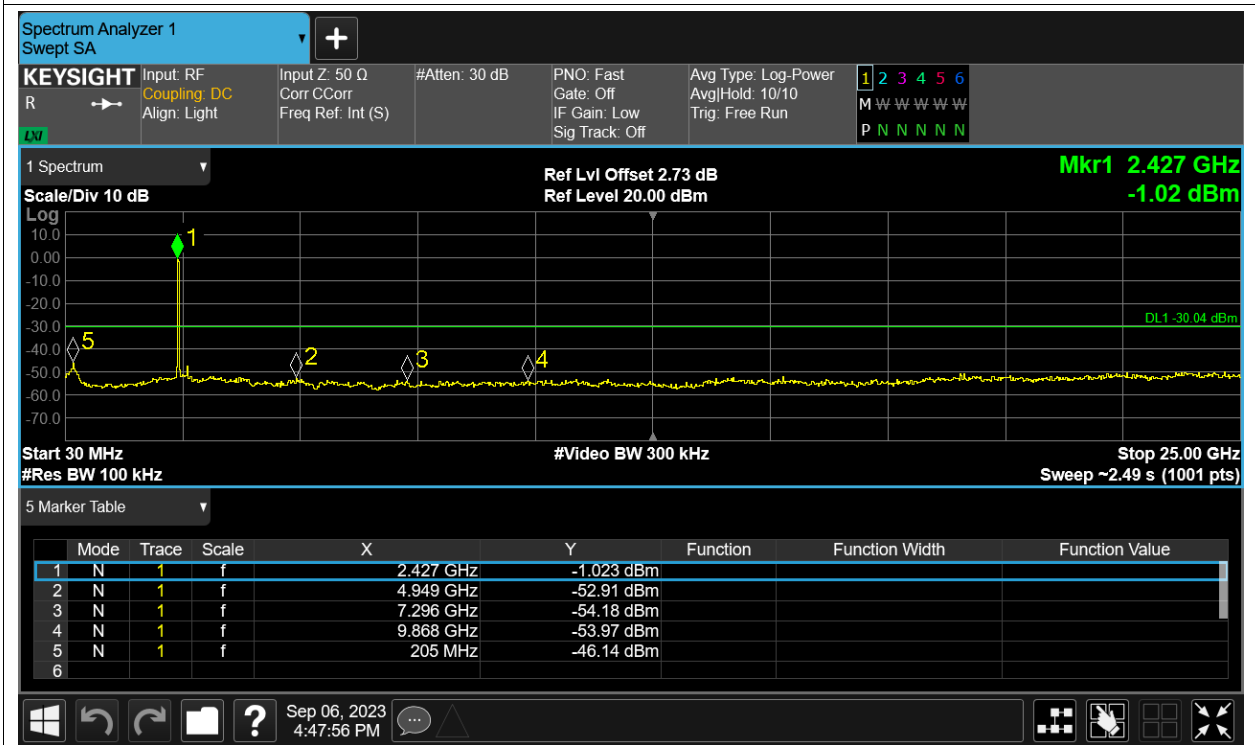 Spectrum Analyzer 1
Swept SA
KEYSIGHT Input: RF Input Z: 50 Ω #Atten: 30 dB PNO: Fast Avg Type: Log-Power 1 2 3 4 5 6
R Coupling: DC Corr CCorr Gate: Off Avg|Hold: 10/10 M W W W W W
Align: Light Freq Ref: Int (S) IF Gain: Low Trig: Free Run
LXI Sig Track: Off P N N N N N
1 Spectrum Ref Lvl Offset 2.73 dB Mkr1 2.427 GHz
Scale/Div 10 dB Ref Level 20.00 dBm -1.02 dBm
Log
10.0 1
0.00
-10.0
-20.0
-30.0 DL1 -30.04 dBm
-40.0 5 2 3 4
-50.0
-60.0
-70.0
Start 30 MHz #Video BW 300 kHz Stop 25.00 GHz
#Res BW 100 kHz Sweep ~2.49 s (1001 pts)
5 Marker Table
Mode Trace Scale X Y Function Function Width Function Value
1 N 1 f 2.427 GHz -1.023 dBm
2 N 1 f 4.949 GHz -52.91 dBm
3 N 1 f 7.296 GHz -54.18 dBm
4 N 1 f 9.868 GHz -53.97 dBm
5 N 1 f 205 MHz -46.14 dBm
6
? Sep 06, 2023
4:47:56 PM